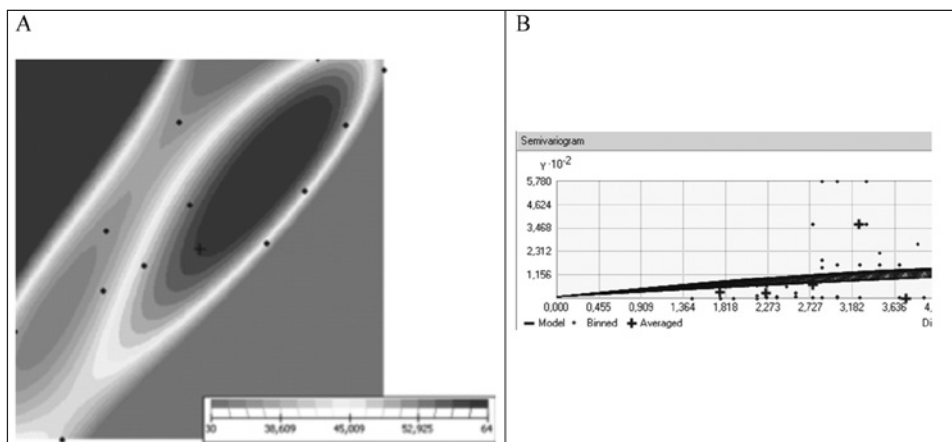 A
B
Semivariogram
γ·10⁻²
5,780
4,624
3,468
2,312
1,156
0,000 0,455 0,909 1,364 1,818 2,273 2,727 3,182 3,636 4,
Model Binned Averaged Di
30 38,609 45,009 52,925 64